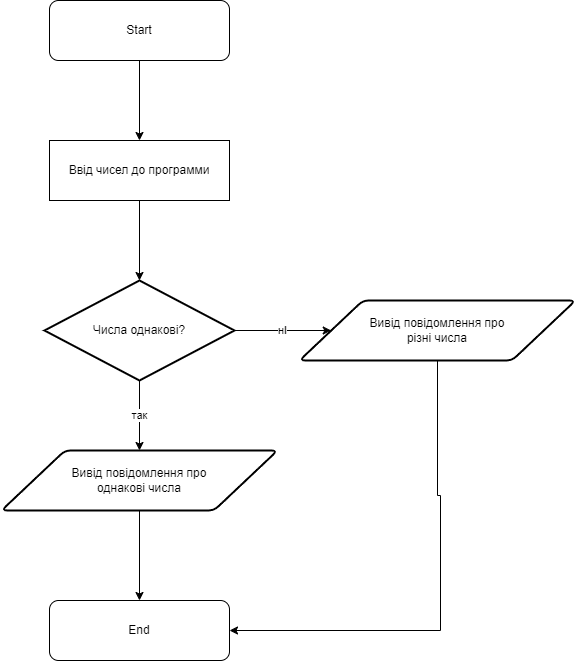 Start
Ввід чисел до программи
Числа однакові?
ні
Вивід повідомлення про
різні числа
так
Вивід повідомлення про
однакові числа
End